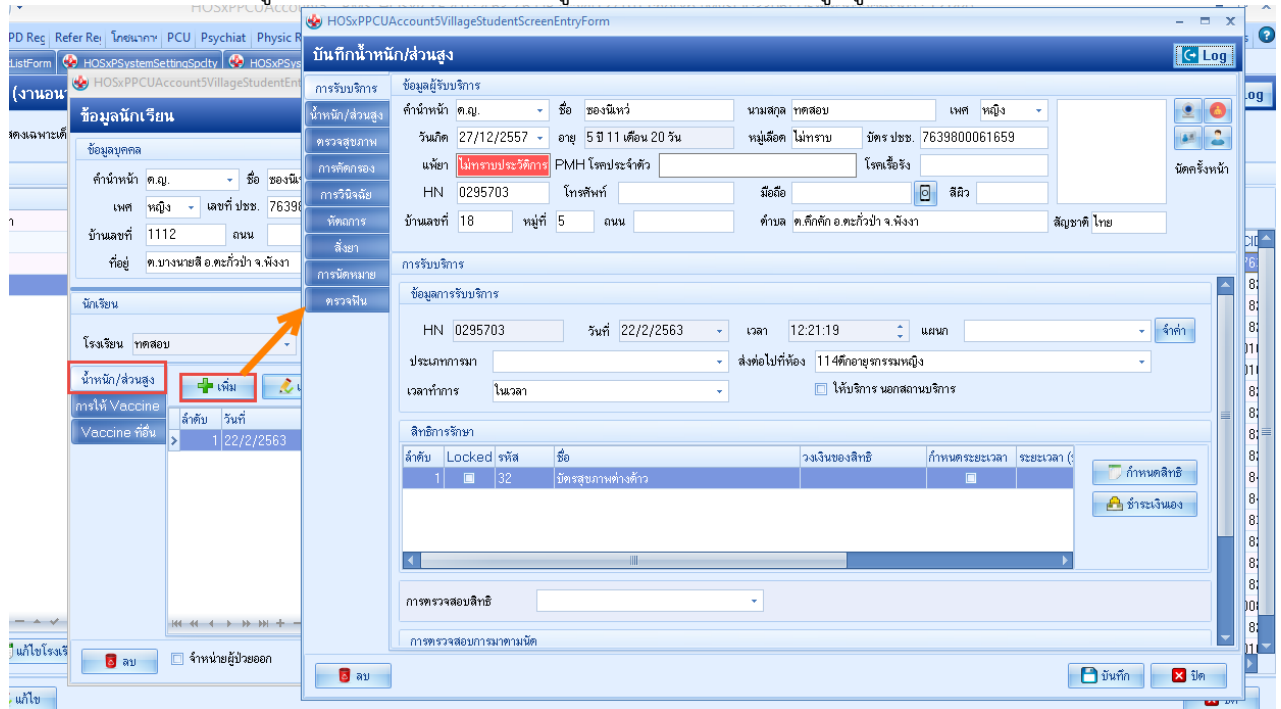 HOSxPPCUAccount5VillageStudentScreenEntryForm
PD Reg Refer Re โภชนากา PCU Psychiat Physic R
ListForm HOSxPSystemSettingSpclty HOSxPSys
HOSxPPCUAccount5VillageStudentEnt
บันทึกน้ำหนัก/ส่วนสูง
Log
(งานอนา
ข้อมูลนักเรียน
ข้อมูลบุคคล
คำนำหน้า ด.ญ. ชื่อ ซองนีเ
เพศ หญิง เลขที่ ปชช. 76398
บ้านเลขที่ 1112 ถนน
ที่อยู่ ต.บางนายสี อ.ตะกั่วป่า จ.พังงา
นักเรียน
โรงเรียน ทดสอบ
น้ำหนัก/ส่วนสูง
การให้ Vaccine
Vaccine ที่อื่น
เพิ่ม
ลำดับ วันที่
1 22/2/2563
ลบ จำหน่ายผู้ป่วยออก
แก้ไขโรงเรี
แก้ไข
การรับบริการ
น้ำหนัก/ส่วนสูง
ตรวจสุขภาพ
การคัดกรอง
การวินิจฉัย
หัตถการ
สั่งยา
การนัดหมาย
ตรวจฟัน
ข้อมูลผู้รับบริการ
คำนำหน้า ด.ญ. ชื่อ ซองนีเหว่ นามสกุล ทดสอบ เพศ หญิง
วันเกิด 27/12/2557 อายุ 5 ปี 11 เดือน 20 วัน หมู่เลือด ไม่ทราบ บัตร ปชช. 7639800061659
แพ้ยา ไม่ทราบประวัติการ PMH โรคประจำตัว โรคเรื้อรัง
นัดครั้งหน้า
HN 0295703 โทรศัพท์ มือถือ สีผิว
บ้านเลขที่ 18 หมู่ที่ 5 ถนน ตำบล ต.คึกคัก อ.ตะกั่วป่า จ.พังงา สัญชาติ ไทย
การรับบริการ
ข้อมูลการรับบริการ
HN 0295703 วันที่ 22/2/2563 เวลา 12:21:19 แผนก จำค่า
ประเภทการมา ส่งต่อไปที่ห้อง 114ตึกอายุรกรรมหญิง
เวลาทำการ ในเวลา ให้บริการ นอกสถานบริการ
สิทธิการรักษา
ลำดับ Locked รหัส ชื่อ วงเงินของสิทธิ กำหนดระยะเวลา ระยะเวลา (
1 32 บัตรสุขภาพต่างด้าว
กำหนดสิทธิ
ชำระเงินเอง
การตรวจสอบสิทธิ
การตรวจสอบการมาตามนัด
ลบ บันทึก ปิด